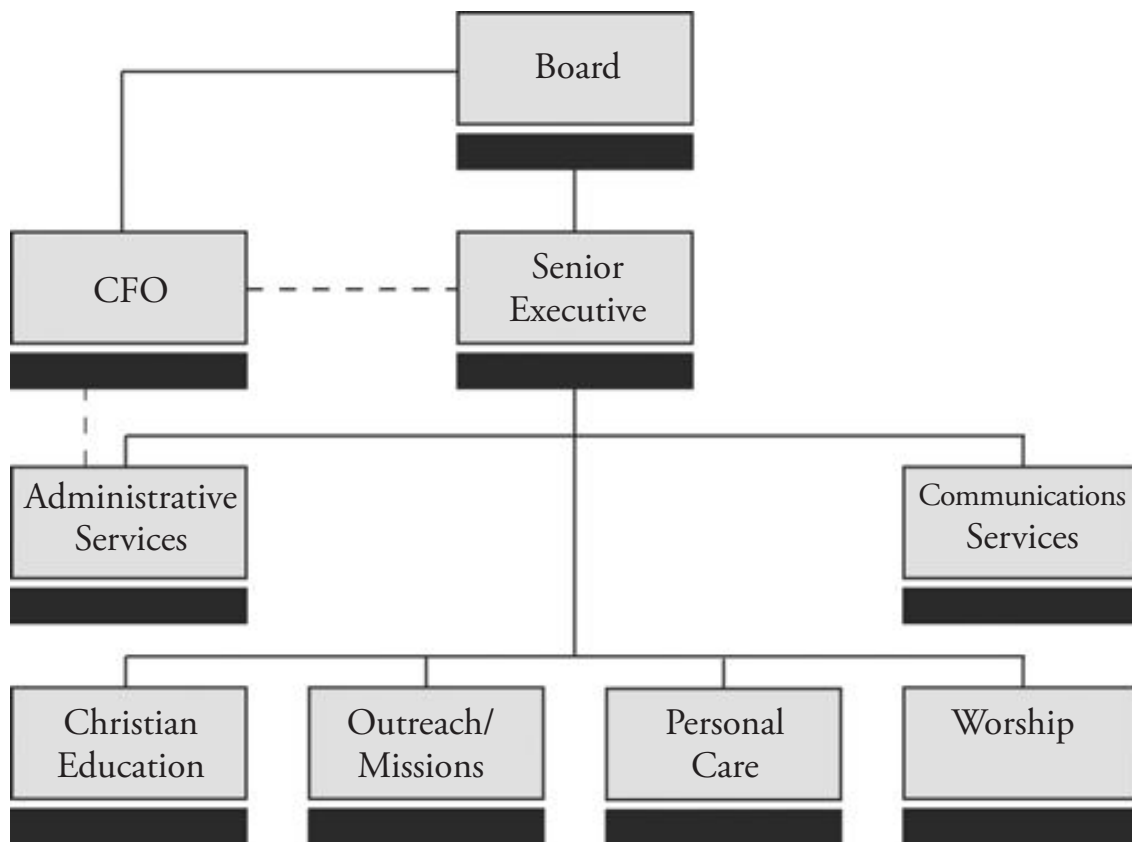 Board
CFO
Senior
Executive
Administrative
Services
Communications
Services
Christian
Education
Outreach/
Missions
Personal
Care
Worship